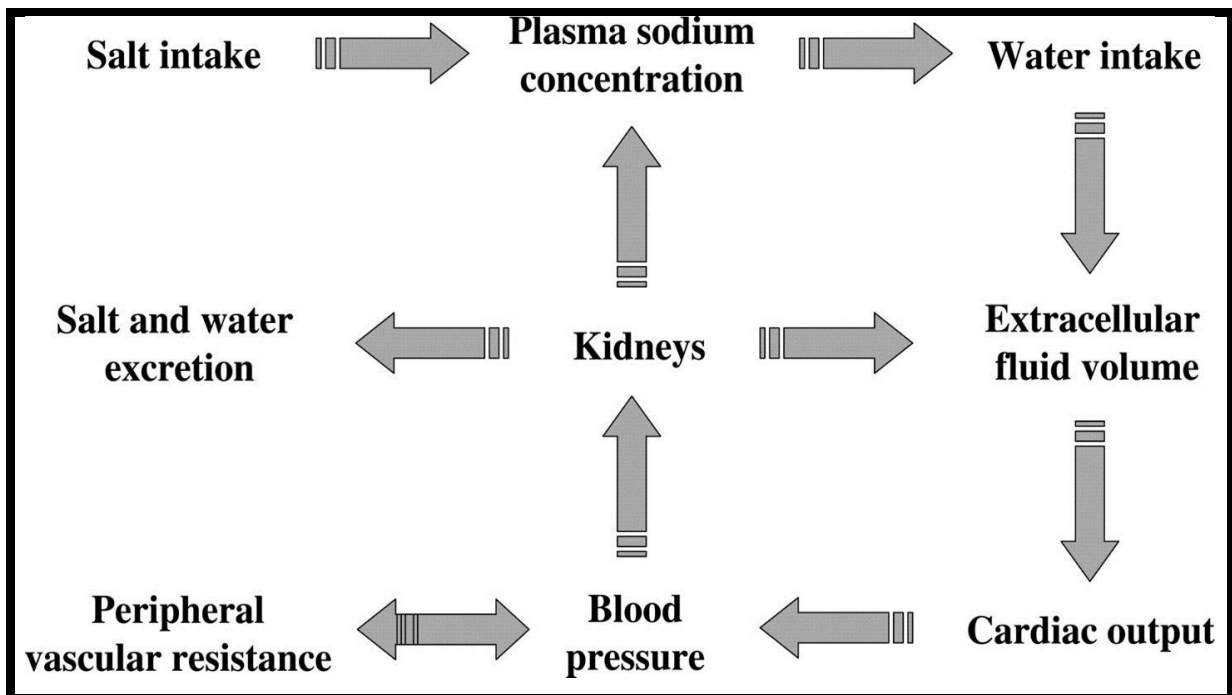 Salt intake
Plasma sodium
concentration
Water intake
Salt and water
excretion
Kidneys
Extracellular
fluid volume
Peripheral
vascular resistance
Blood
pressure
Cardiac output